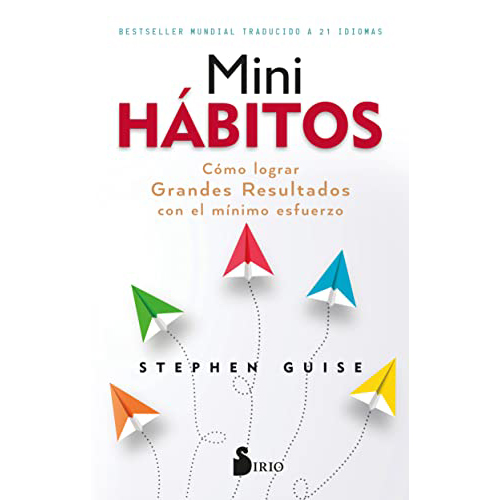 BESTSELLER MUNDIAL TRADUCIDO A 21 IDIOMAS
Mini
HÁBITOS
Cómo lograr
Grandes Resultados
con el mínimo esfuerzo
STEPHEN GUISE
SIRIO